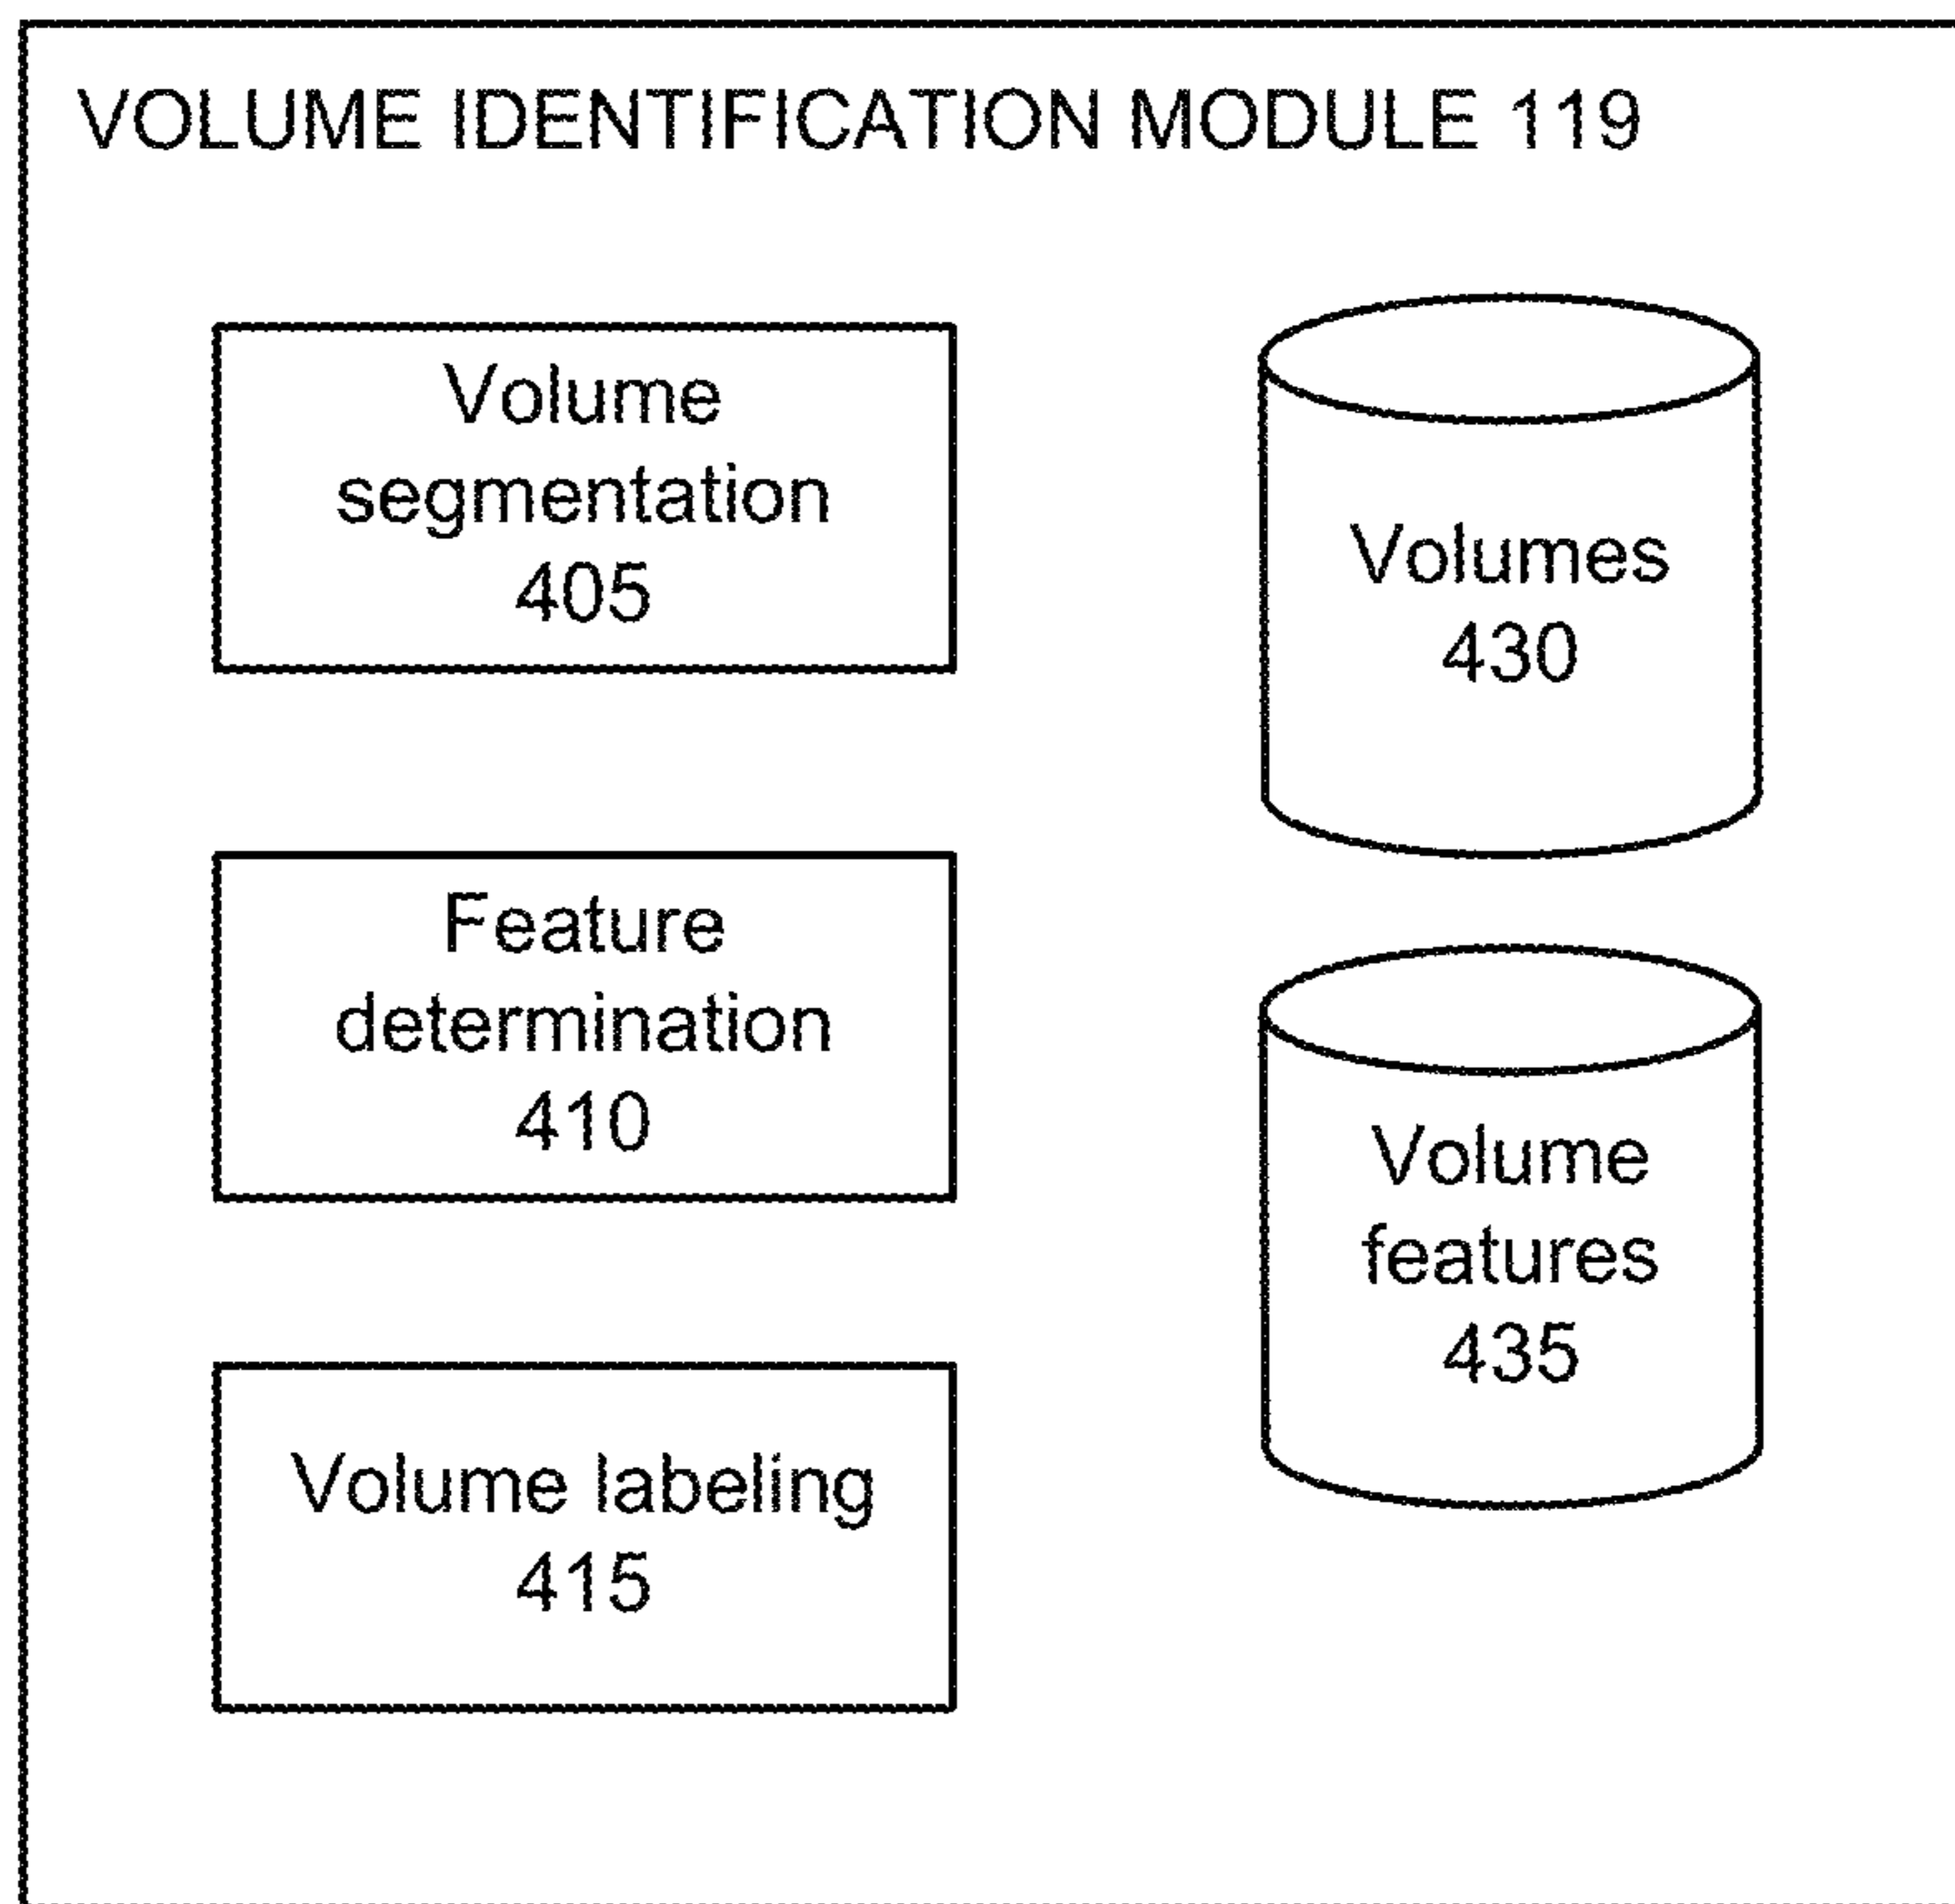 VOLUME IDENTIFICATION MODULE 119
Volume
segmentation
405
Feature
determination
410
Volume labeling
415
Volumes
430
Volume
features
435